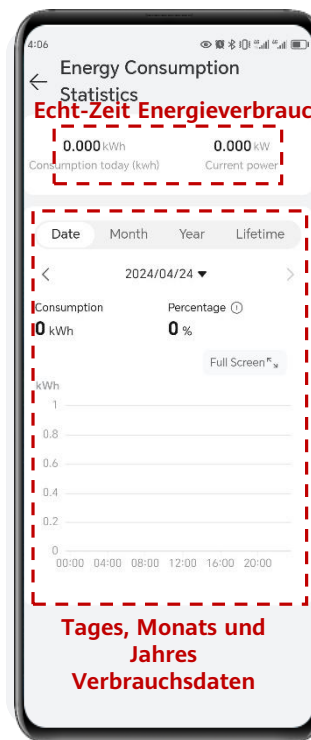 4:06
Energy Consumption
Statistics
Echt-Zeit Energieverbrauc
0.000 kWh 0.000 kW
Consumption today (kwh) Current power
Date Month Year Lifetime
2024/04/24
Consumption Percentage
0 kWh 0 %
Full Screen
kWh
1
0.8
0.6
0.4
0.2
0
00:00 04:00 08:00 12:00 16:00 20:00
Tages, Monats und
Jahres
Verbrauchsdaten